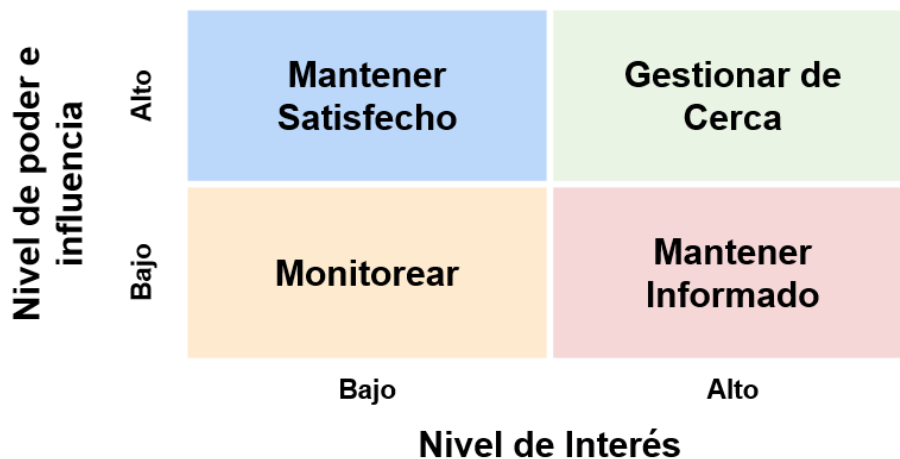 Nivel de poder e
influencia
Alto
Mantener
Satisfecho
Gestionar de
Cerca
Bajo
Monitorear
Mantener
Informado
Bajo
Alto
Nivel de Interés